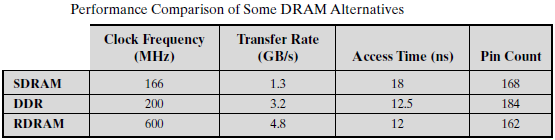 Performance Comparison of Some DRAM Alternatives
Clock Frequency (MHz) Transfer Rate (GB/s) Access Time (ns) Pin Count
SDRAM 166 1.3 18 168
DDR 200 3.2 12.5 184
RDRAM 600 4.8 12 162